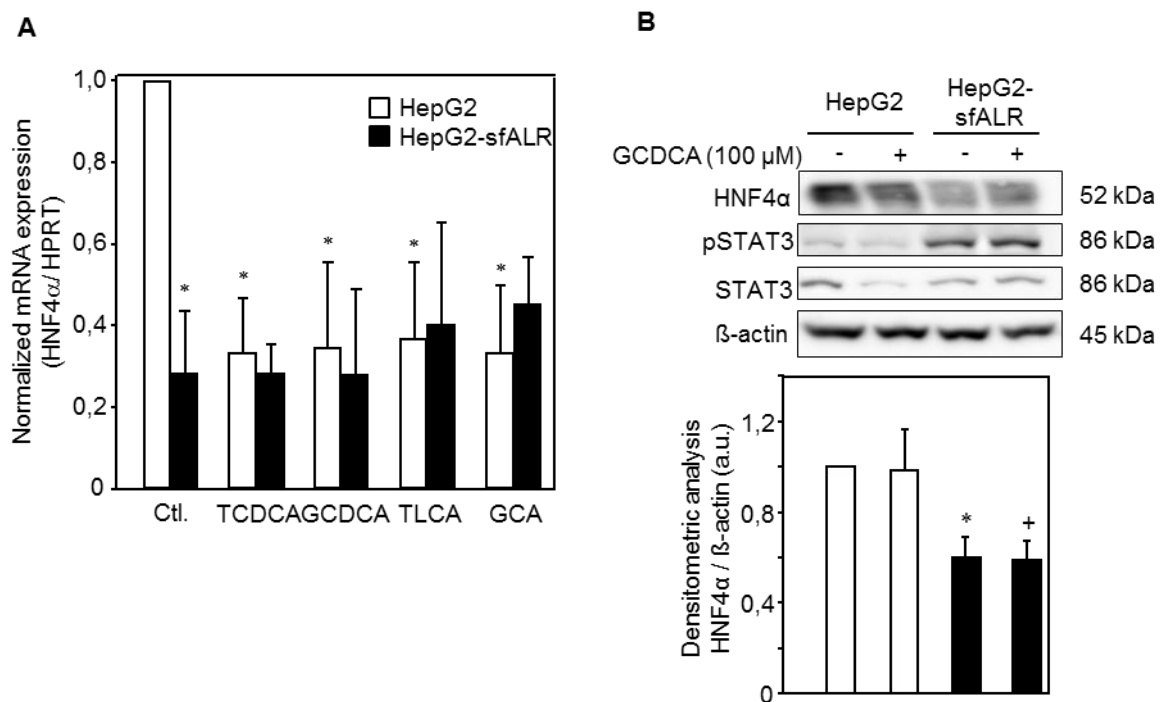 A
Normalized mRNA expression
(HNF4α/ HPRT)
1,0
0,8
0,6
0,4
0,2
0
HepG2
HepG2-sfALR
*
*
*
*
*
Ctl.
TCDCA
GCDCA
TLCA
GCA
B
HepG2
HepG2-
sfALR
GCDCA (100 µM)
-
+
-
+
HNF4α
52 kDa
pSTAT3
86 kDa
STAT3
86 kDa
ß-actin
45 kDa
Densitometric analysis
HNF4α / ß-actin (a.u.)
1,2
0,8
0,4
0
*
+